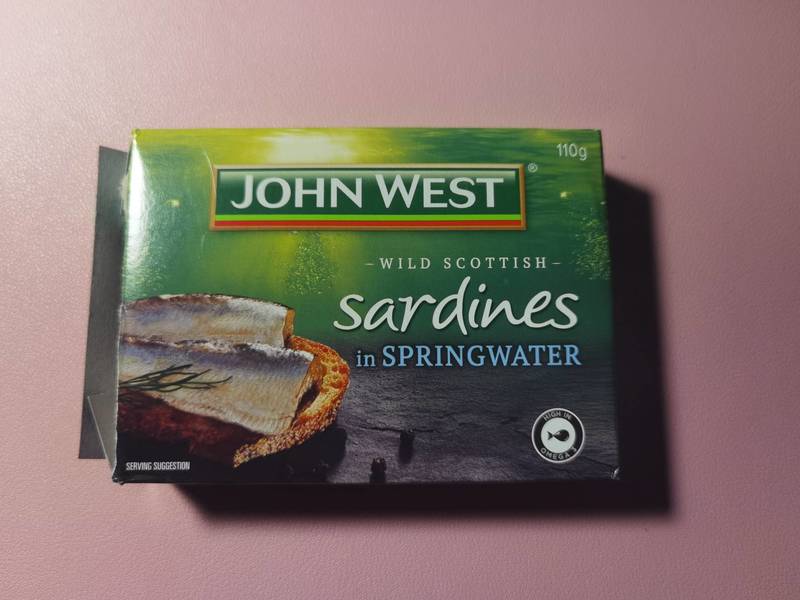 110g
JOHN WEST®
-WILD SCOTTISH-
sardines
in SPRINGWATER
HIGH IN
OMEGA 3
SERVING SUGGESTION